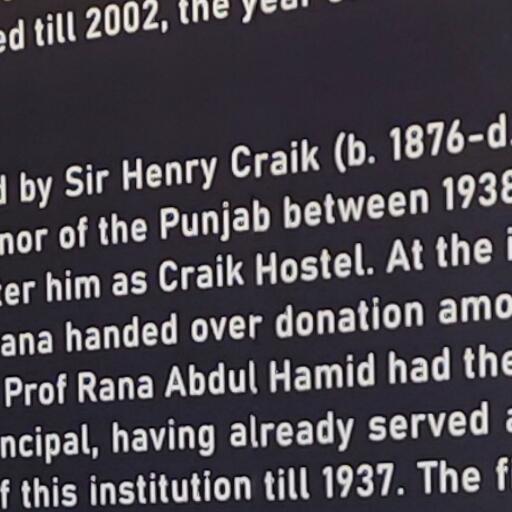 ed till 2002, the year
d by Sir Henry Craik (b. 1876-d.
nor of the Punjab between 1938
ter him as Craik Hostel. At the i
ana handed over donation amo
Prof Rana Abdul Hamid had the
ncipal, having already served a
f this institution till 1937. The fi